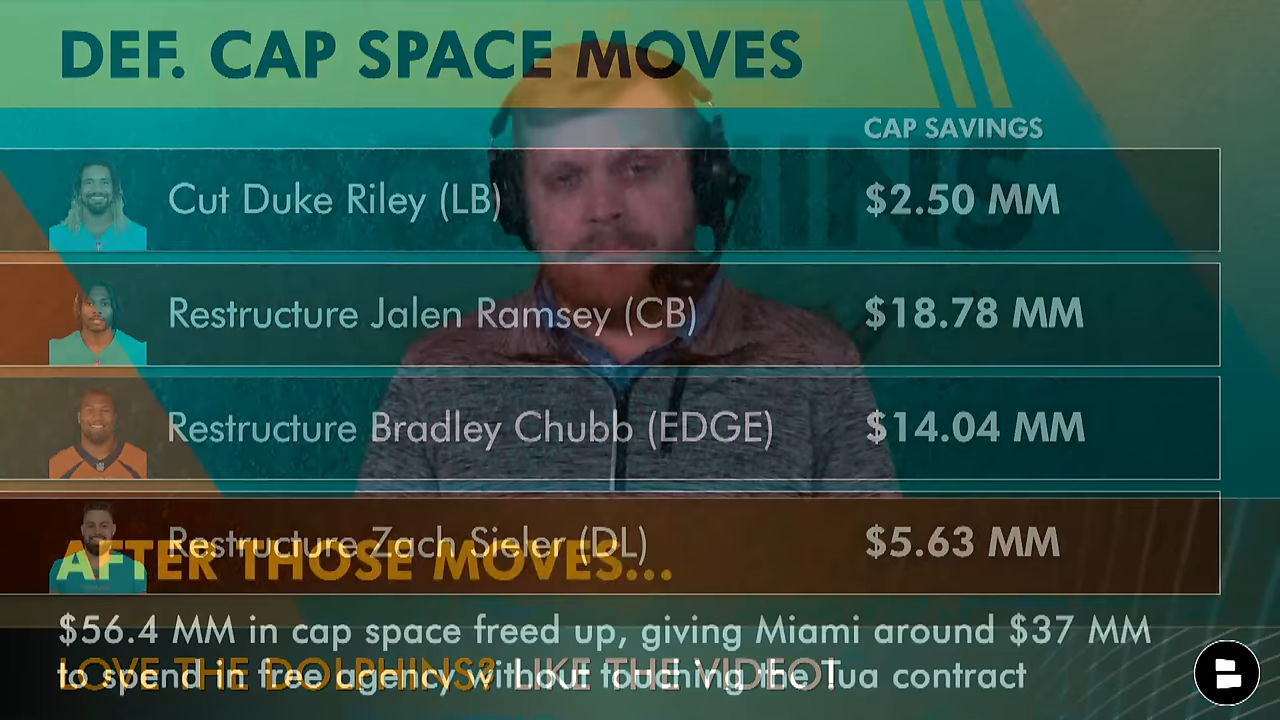 DEF. CAP SPACE MOVES
CAP SAVINGS
Cut Duke Riley (LB) $2.50 MM
Restructure Jalen Ramsey (CB) $18.78 MM
Restructure Bradley Chubb (EDGE) $14.04 MM
Restructure Zach Sieler (DL) $5.63 MM
AFTER THOSE MOVES...
$56.4 MM in cap space freed up, giving Miami around $37 MM
to spend in free agency without touching the Tua contract
LOVE THE DOLPHINS? LIKE THE VIDEO!